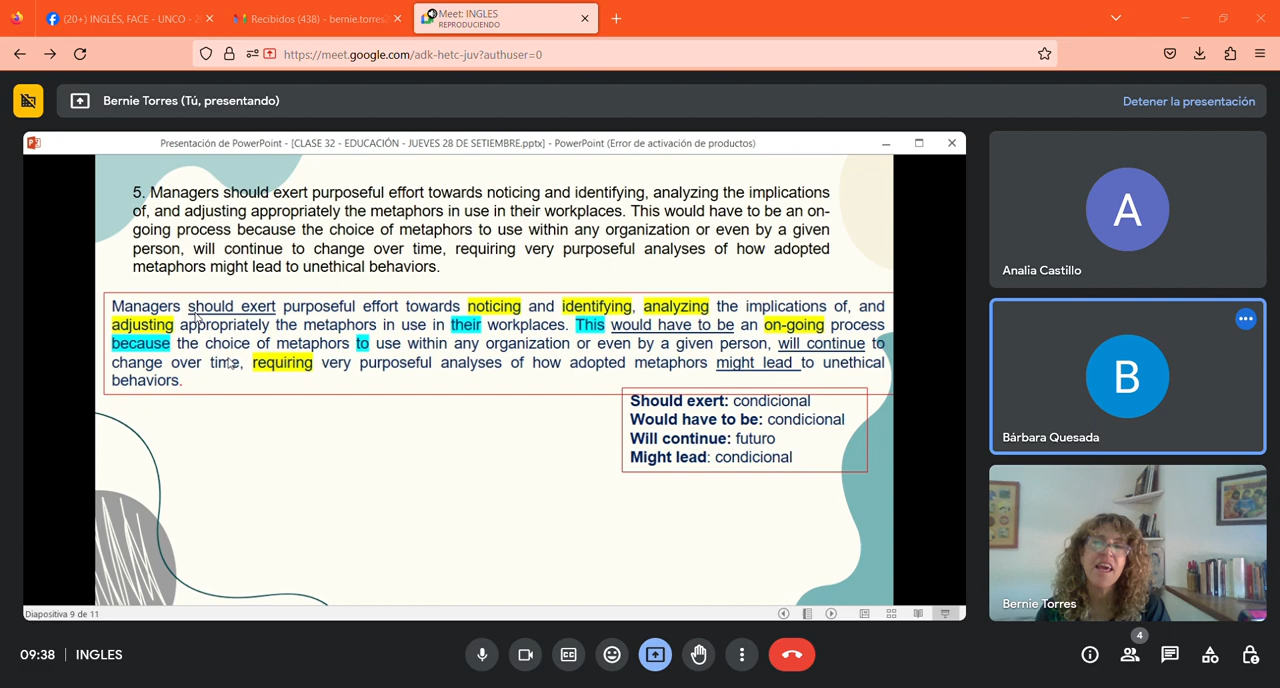 (20+) INGLÉS, FACE - UNCO - 2
Recibidos (438) - bernie.torres
Meet: INGLES
REPRODUCIENDO
https://meet.google.com/adk-hetc-juv?authuser=0
Bernie Torres (Tú, presentando)
Detener la presentación
Presentación de PowerPoint - [CLASE 32 - EDUCACIÓN - JUEVES 28 DE SETIEMBRE.pptx] - PowerPoint (Error de activación de productos)
5. Managers should exert purposeful effort towards noticing and identifying, analyzing the implications
of, and adjusting appropriately the metaphors in use in their workplaces. This would have to be an on-
going process because the choice of metaphors to use within any organization or even by a given
person, will continue to change over time, requiring very purposeful analyses of how adopted
metaphors might lead to unethical behaviors.
Managers should exert purposeful effort towards noticing and identifying, analyzing the implications of, and
adjusting appropriately the metaphors in use in their workplaces. This would have to be an on-going process
because the choice of metaphors to use within any organization or even by a given person, will continue to
change over time, requiring very purposeful analyses of how adopted metaphors might lead to unethical
behaviors.
Should exert: condicional
Would have to be: condicional
Will continue: futuro
Might lead: condicional
Diapositiva 9 de 11
A
Analia Castillo
B
Bárbara Quesada
Bernie Torres
09:38 | INGLES
4